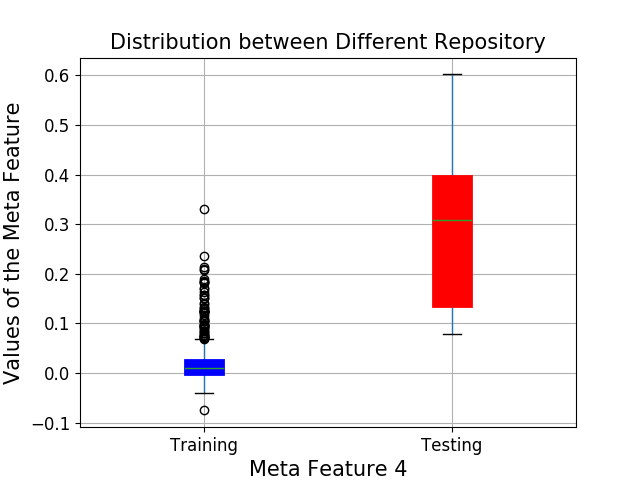 Distribution between Different Repository
Values of the Meta Feature
0.6
0.5
0.4
0.3
0.2
0.1
0.0
−0.1
Training
Testing
Meta Feature 4